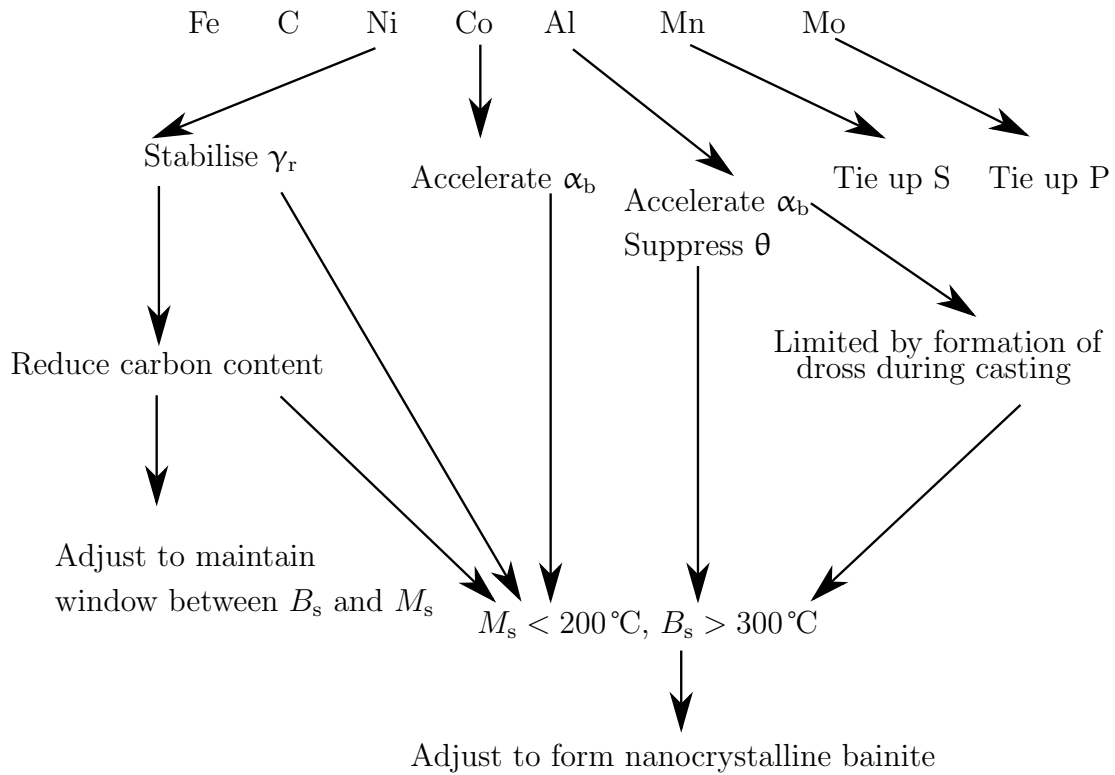 Fe C Ni Co Al Mn Mo
Stabilise γr
Accelerate αb
Accelerate αb
Suppress θ
Tie up S
Tie up P
Reduce carbon content
Limited by formation of
dross during casting
Adjust to maintain
window between Bs and Ms
Ms < 200 °C, Bs > 300 °C
Adjust to form nanocrystalline bainite